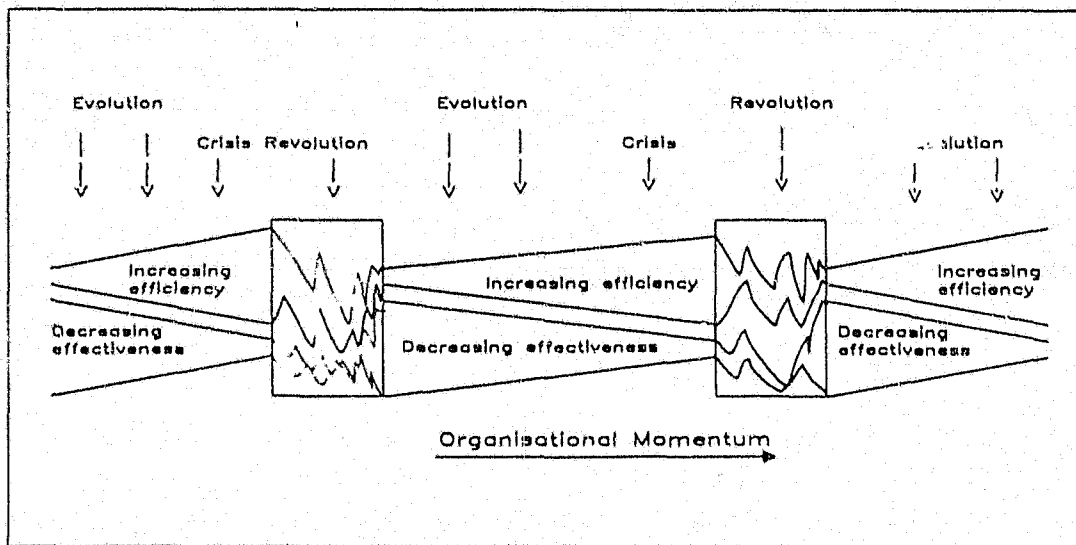 Evolution
Evolution
Revolution
Crisis Revolution
Crisis
Increasing
efficiency
Increasing efficiency
Increasing
efficiency
Decreasing
effectiveness
Decreasing effectiveness
Decreasing
effectiveness
Organisational Momentum